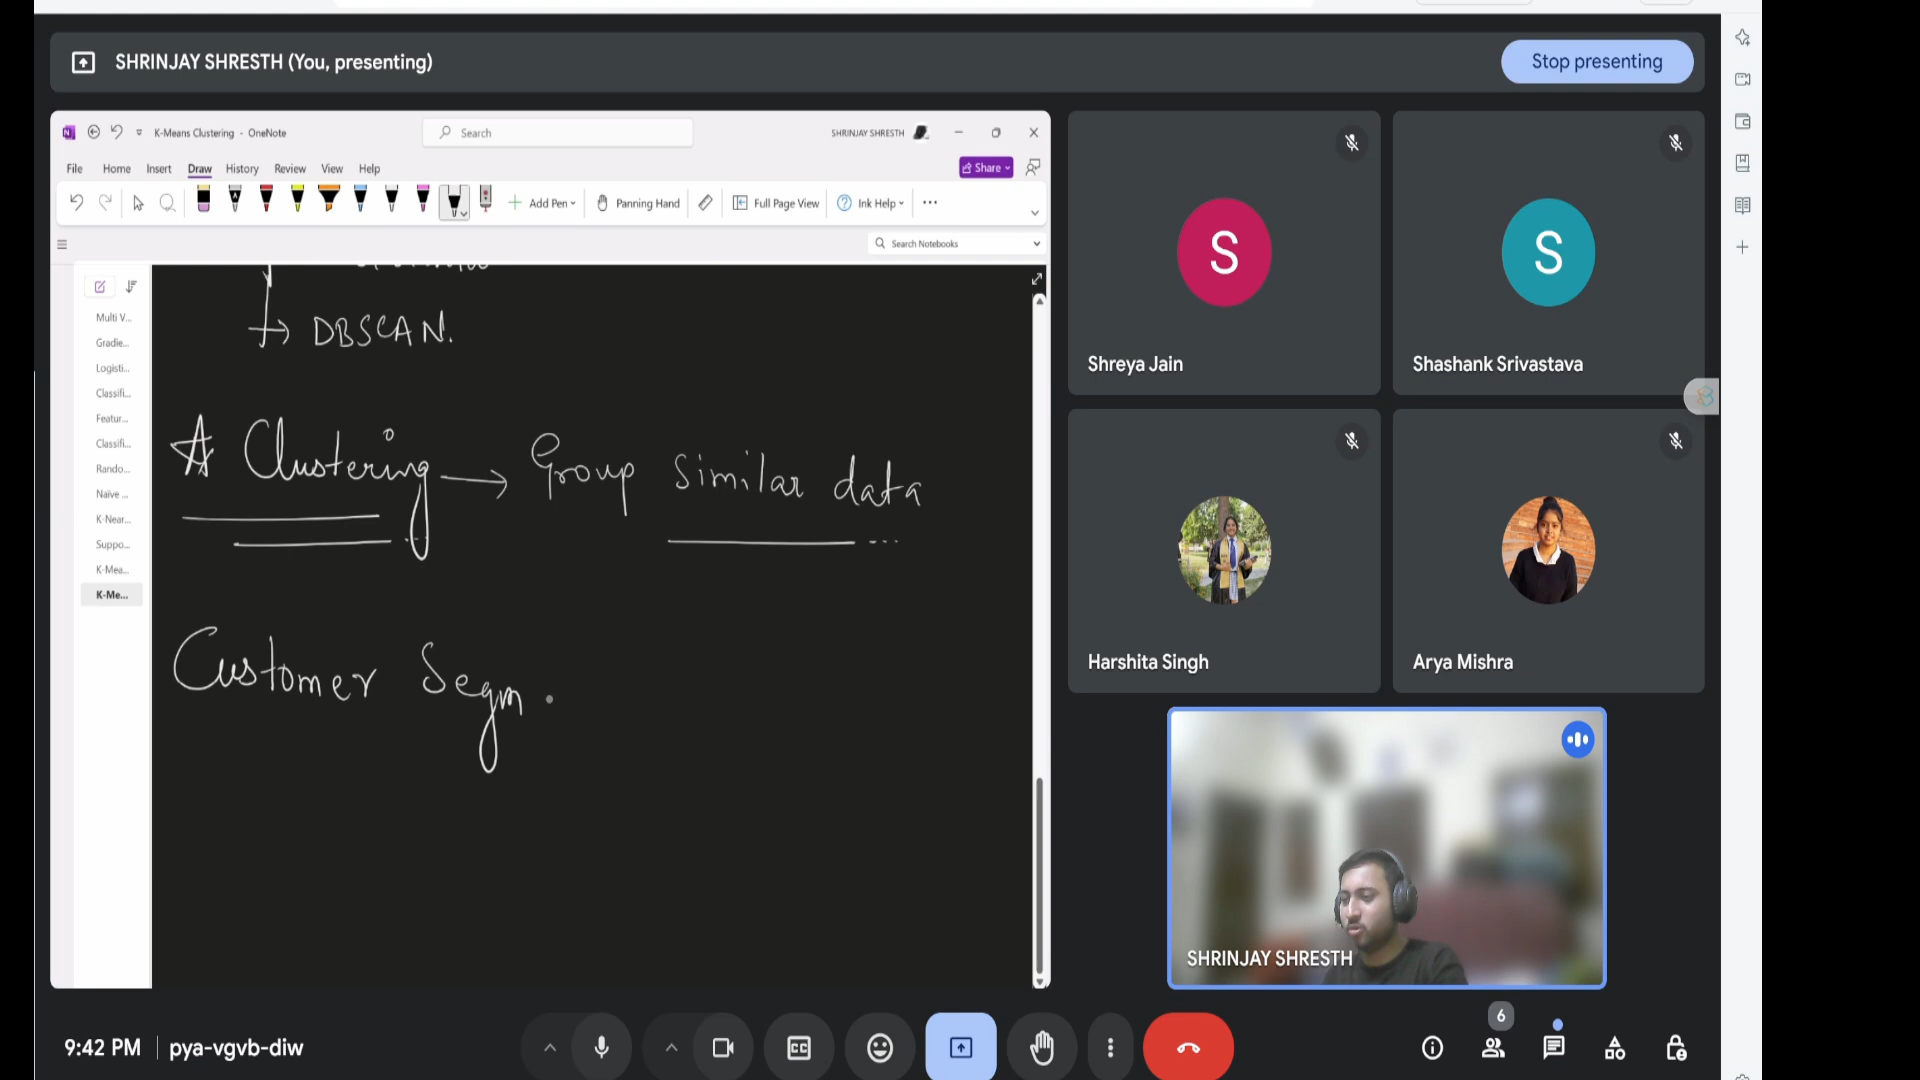 SHRINJAY SHRESTH (You, presenting)
Stop presenting
K-Means Clustering - OneNote
Search
SHRINJAY SHRESTH
File Home Insert Draw History Review View Help
Share
Add Pen
Panning Hand
Full Page View
Ink Help
Search Notebooks
Multi V...
Gradie...
Logisti...
Classifi...
Featur...
Classifi...
Rando...
Naive ...
K-Near...
Suppo...
K-Mea...
K-Me...
DBSCAN.
Clustering → Group similar data
...
Customer Segm
S
Shreya Jain
S
Shashank Srivastava
Harshita Singh
Arya Mishra
SHRINJAY SHRESTH
9:42 PM
pya-vgvb-diw
CC
6